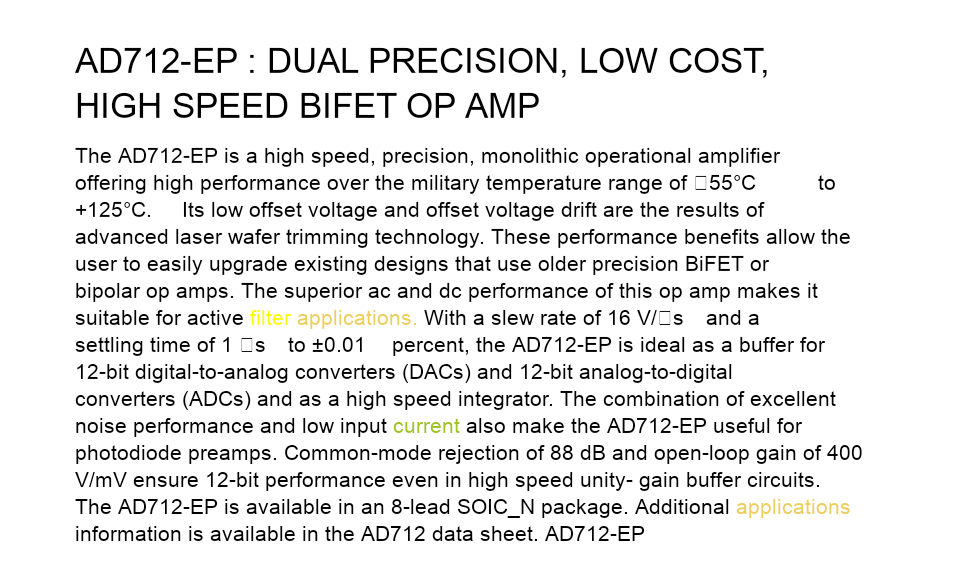 AD712-EP : DUAL PRECISION, LOW COST,
HIGH SPEED BIFET OP AMP
The AD712-EP is a high speed, precision, monolithic operational amplifier
offering high performance over the military temperature range of □55°C to
+125°C. Its low offset voltage and offset voltage drift are the results of
advanced laser wafer trimming technology. These performance benefits allow the
user to easily upgrade existing designs that use older precision BiFET or
bipolar op amps. The superior ac and dc performance of this op amp makes it
suitable for active filter applications. With a slew rate of 16 V/□s and a
settling time of 1 □s to ±0.01 percent, the AD712-EP is ideal as a buffer for
12-bit digital-to-analog converters (DACs) and 12-bit analog-to-digital
converters (ADCs) and as a high speed integrator. The combination of excellent
noise performance and low input current also make the AD712-EP useful for
photodiode preamps. Common-mode rejection of 88 dB and open-loop gain of 400
V/mV ensure 12-bit performance even in high speed unity- gain buffer circuits.
The AD712-EP is available in an 8-lead SOIC_N package. Additional applications
information is available in the AD712 data sheet. AD712-EP